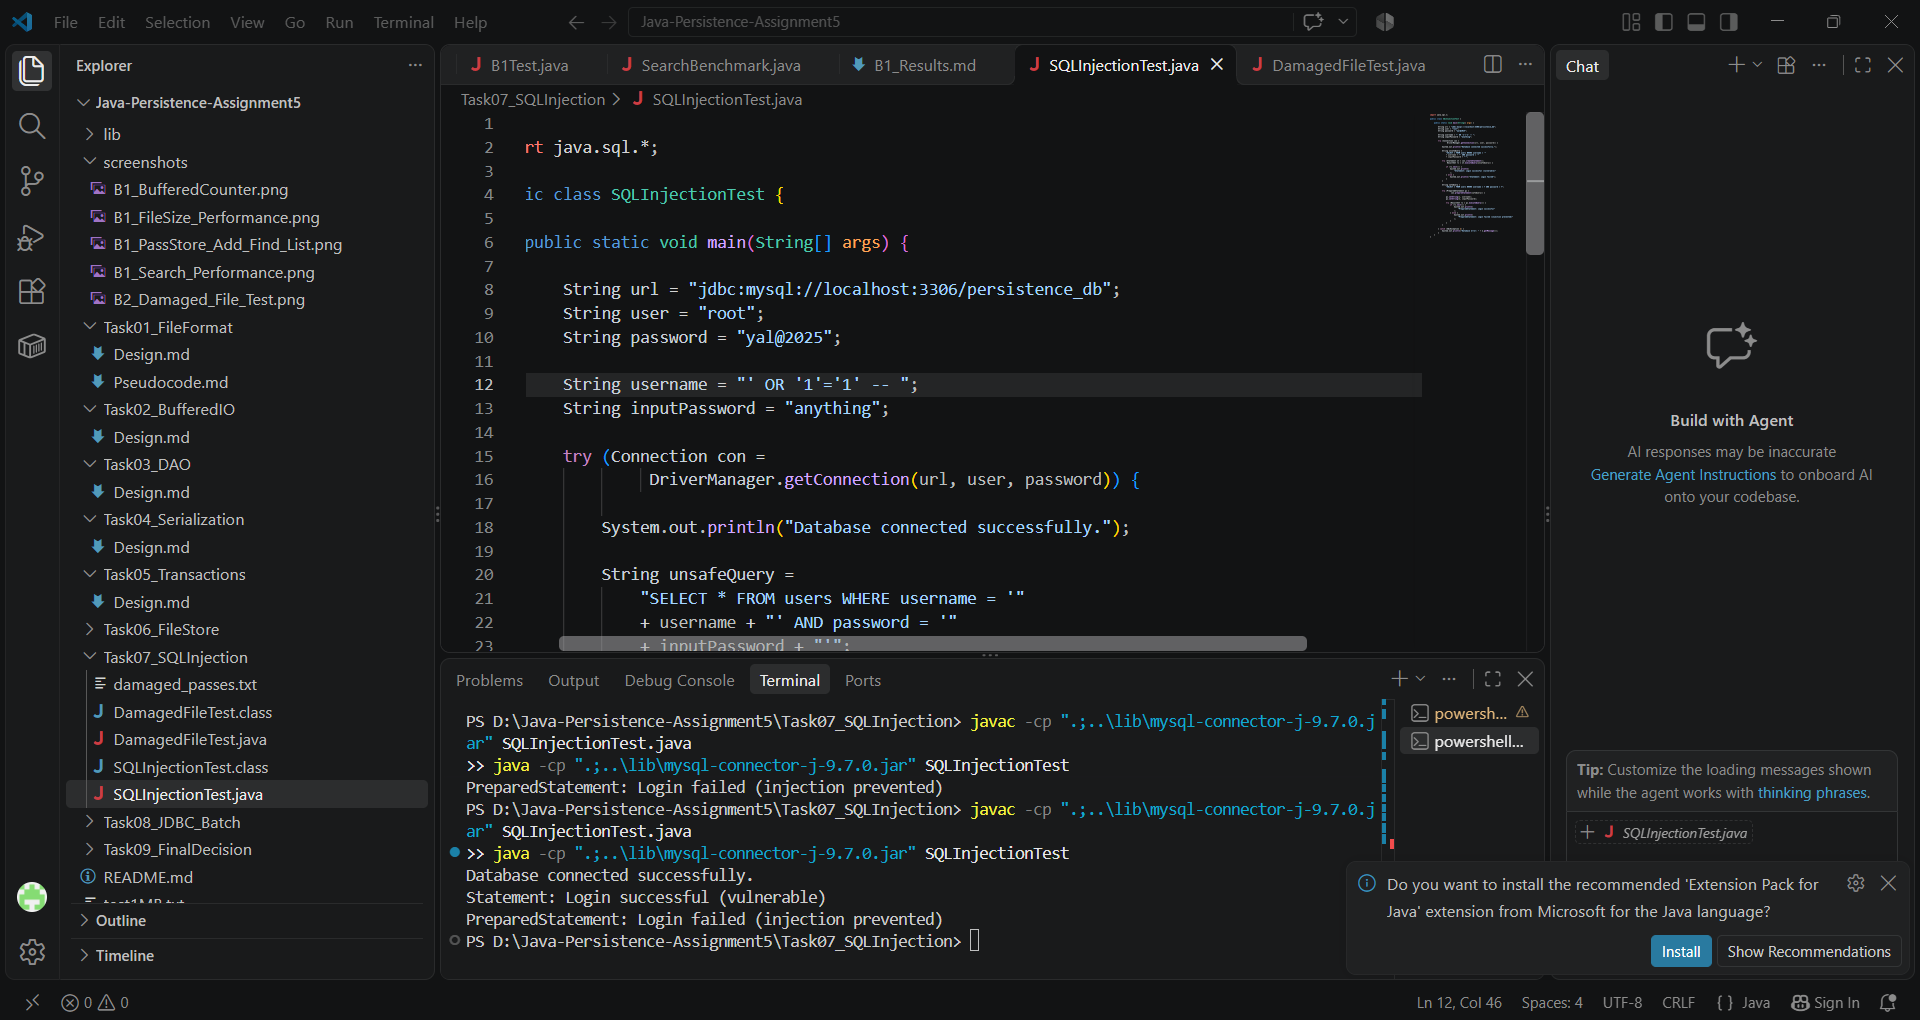 File Edit Selection View Go Run Terminal Help
Java-Persistence-Assignment5
Explorer
Java-Persistence-Assignment5
lib
screenshots
B1_BufferedCounter.png
B1_FileSize_Performance.png
B1_PassStore_Add_Find_List.png
B1_Search_Performance.png
B2_Damaged_File_Test.png
Task01_FileFormat
Design.md
Pseudocode.md
Task02_BufferedIO
Design.md
Task03_DAO
Design.md
Task04_Serialization
Design.md
Task05_Transactions
Design.md
Task06_FileStore
Task07_SQLInjection
damaged_passes.txt
DamagedFileTest.class
DamagedFileTest.java
SQLInjectionTest.class
SQLInjectionTest.java
Task08_JDBC_Batch
Task09_FinalDecision
README.md
Outline
Timeline
B1Test.java SearchBenchmark.java B1_Results.md SQLInjectionTest.java DamagedFileTest.java
Task07_SQLInjection > SQLInjectionTest.java
1
2 rt java.sql.*;
3
4 ic class SQLInjectionTest {
5
6 public static void main(String[] args) {
7
8 String url = "jdbc:mysql://localhost:3306/persistence_db";
9 String user = "root";
10 String password = "yal@2025";
11
12 String username = "' OR '1'='1' -- ";
13 String inputPassword = "anything";
14
15 try (Connection con =
16 DriverManager.getConnection(url, user, password)) {
17
18 System.out.println("Database connected successfully.");
19
20 String unsafeQuery =
21 "SELECT * FROM users WHERE username = '"
22 + username + "' AND password = '"
23 + inputPassword + "'";
Problems Output Debug Console Terminal Ports
PS D:\Java-Persistence-Assignment5\Task07_SQLInjection> javac -cp ".;..\lib\mysql-connector-j-9.7.0.j
ar" SQLInjectionTest.java
>> java -cp ".;..\lib\mysql-connector-j-9.7.0.jar" SQLInjectionTest
PreparedStatement: Login failed (injection prevented)
PS D:\Java-Persistence-Assignment5\Task07_SQLInjection> javac -cp ".;..\lib\mysql-connector-j-9.7.0.j
ar" SQLInjectionTest.java
>> java -cp ".;..\lib\mysql-connector-j-9.7.0.jar" SQLInjectionTest
Database connected successfully.
Statement: Login successful (vulnerable)
PreparedStatement: Login failed (injection prevented)
PS D:\Java-Persistence-Assignment5\Task07_SQLInjection>
powersh...
powershell...
Chat
Build with Agent
AI responses may be inaccurate
Generate Agent Instructions to onboard AI
onto your codebase.
Tip: Customize the loading messages shown
while the agent works with thinking phrases.
SQLInjectionTest.java
Do you want to install the recommended 'Extension Pack for
Java' extension from Microsoft for the Java language?
Install Show Recommendations
0 0
Ln 12, Col 46 Spaces: 4 UTF-8 CRLF { } Java Sign In